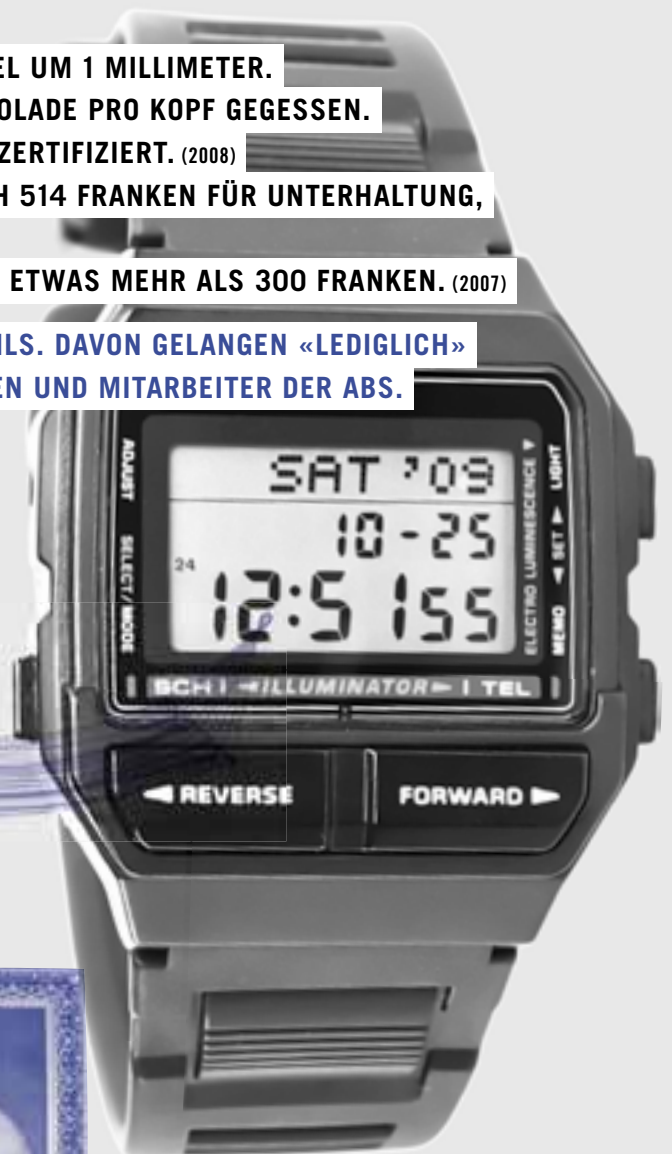 EL UM 1 MILLIMETER.
OLADE PRO KOPF GEGESSEN.
ZERTIFIZIERT. (2008)
H 514 FRANKEN FÜR UNTERHALTUNG,
ETWAS MEHR ALS 300 FRANKEN. (2007)
ILS. DAVON GELANGEN «LEDIGLICH»
EN UND MITARBEITER DER ABS.
ADJUST
SELECT/MODE
SAT '09
10-25
24
12:51 55
ELECTRO LUMINESCENCE ▼
LIGHT
MEMO ◀ SET ▶
SCH I ◀ILLUMINATOR▶ I TEL
◀ REVERSE
FORWARD ▶